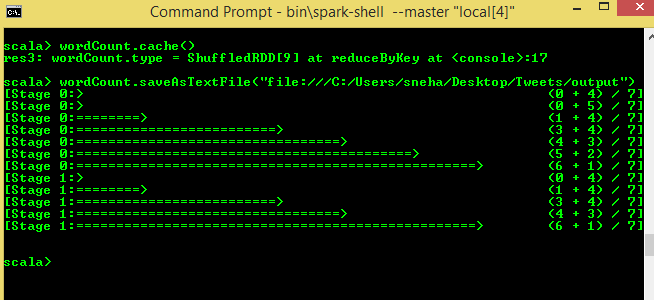 Command Prompt - bin\spark-shell --master "local[4]"
C:\.
scala> wordCount.cache()
res3: wordCount.type = ShuffledRDD[9] at reduceByKey at <console>:17
scala> wordCount.saveAsTextFile("file:///C:/Users/sneha/Desktop/Tweets/output")
[Stage 0:> (0 + 4) / 7]
[Stage 0:> (0 + 5) / 7]
[Stage 0:========> (1 + 4) / 7]
[Stage 0:=========================> (3 + 4) / 7]
[Stage 0:=================================> (4 + 3) / 7]
[Stage 0:==========================================> (5 + 2) / 7]
[Stage 0:==================================================> (6 + 1) / 7]
[Stage 1:> (0 + 4) / 7]
[Stage 1:========> (1 + 4) / 7]
[Stage 1:=========================> (3 + 4) / 7]
[Stage 1:=================================> (4 + 3) / 7]
[Stage 1:==================================================> (6 + 1) / 7]
scala>